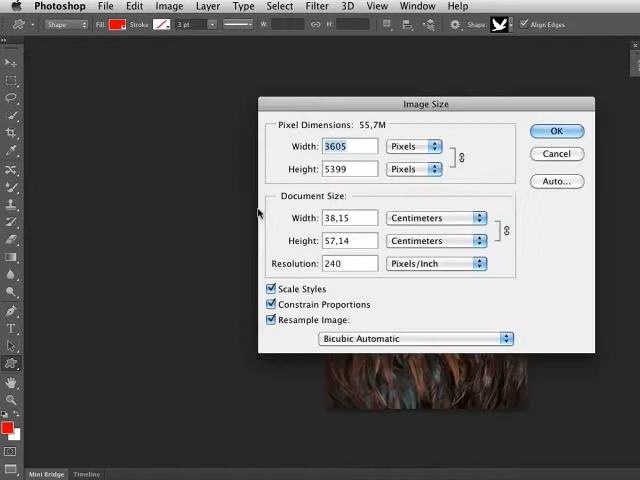 Photoshop File Edit Image Layer Type Select Filter 3D View Window Help
Shape Fill: Stroke: 3 pt W: H: Shape: Align Edges
Image Size
Pixel Dimensions: 55,7M
Width: 3605 Pixels
Height: 5399 Pixels
OK
Cancel
Auto...
Document Size:
Width: 38,15 Centimeters
Height: 57,14 Centimeters
Resolution: 240 Pixels/Inch
Scale Styles
Constrain Proportions
Resample Image:
Bicubic Automatic
Mini Bridge Timeline